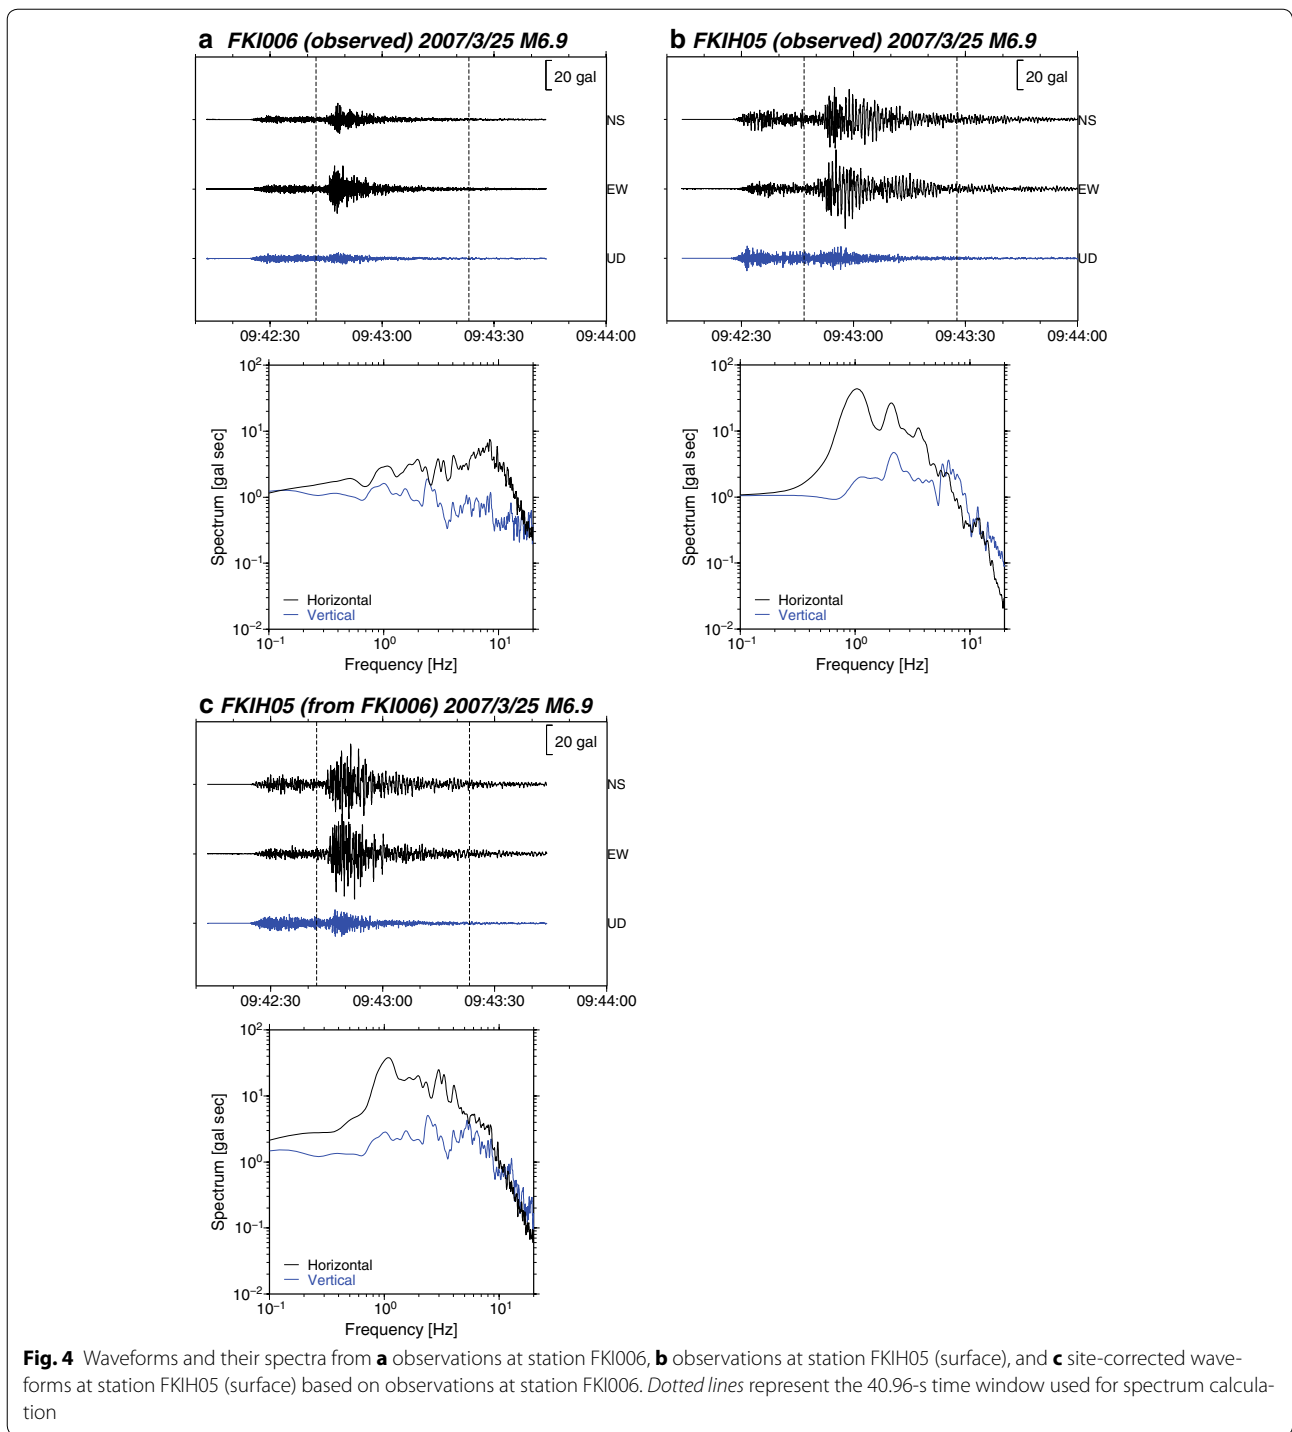 a FKI006 (observed) 2007/3/25 M6.9
20 gal
NS
EW
UD
09:42:30 09:43:00 09:43:30 09:44:00
10²
10¹
10⁰
10⁻¹
10⁻²
Spectrum [gal sec]
Horizontal
Vertical
10⁻¹ 10⁰ 10¹
Frequency [Hz]
b FKIH05 (observed) 2007/3/25 M6.9
20 gal
NS
EW
UD
09:42:30 09:43:00 09:43:30 09:44:00
10²
10¹
10⁰
10⁻¹
10⁻²
Spectrum [gal sec]
Horizontal
Vertical
10⁻¹ 10⁰ 10¹
Frequency [Hz]
c FKIH05 (from FKI006) 2007/3/25 M6.9
20 gal
NS
EW
UD
09:42:30 09:43:00 09:43:30 09:44:00
10²
10¹
10⁰
10⁻¹
10⁻²
Spectrum [gal sec]
Horizontal
Vertical
10⁻¹ 10⁰ 10¹
Frequency [Hz]
Fig. 4 Waveforms and their spectra from a observations at station FKI006, b observations at station FKIH05 (surface), and c site-corrected wave-
forms at station FKIH05 (surface) based on observations at station FKI006. Dotted lines represent the 40.96-s time window used for spectrum calcula-
tion